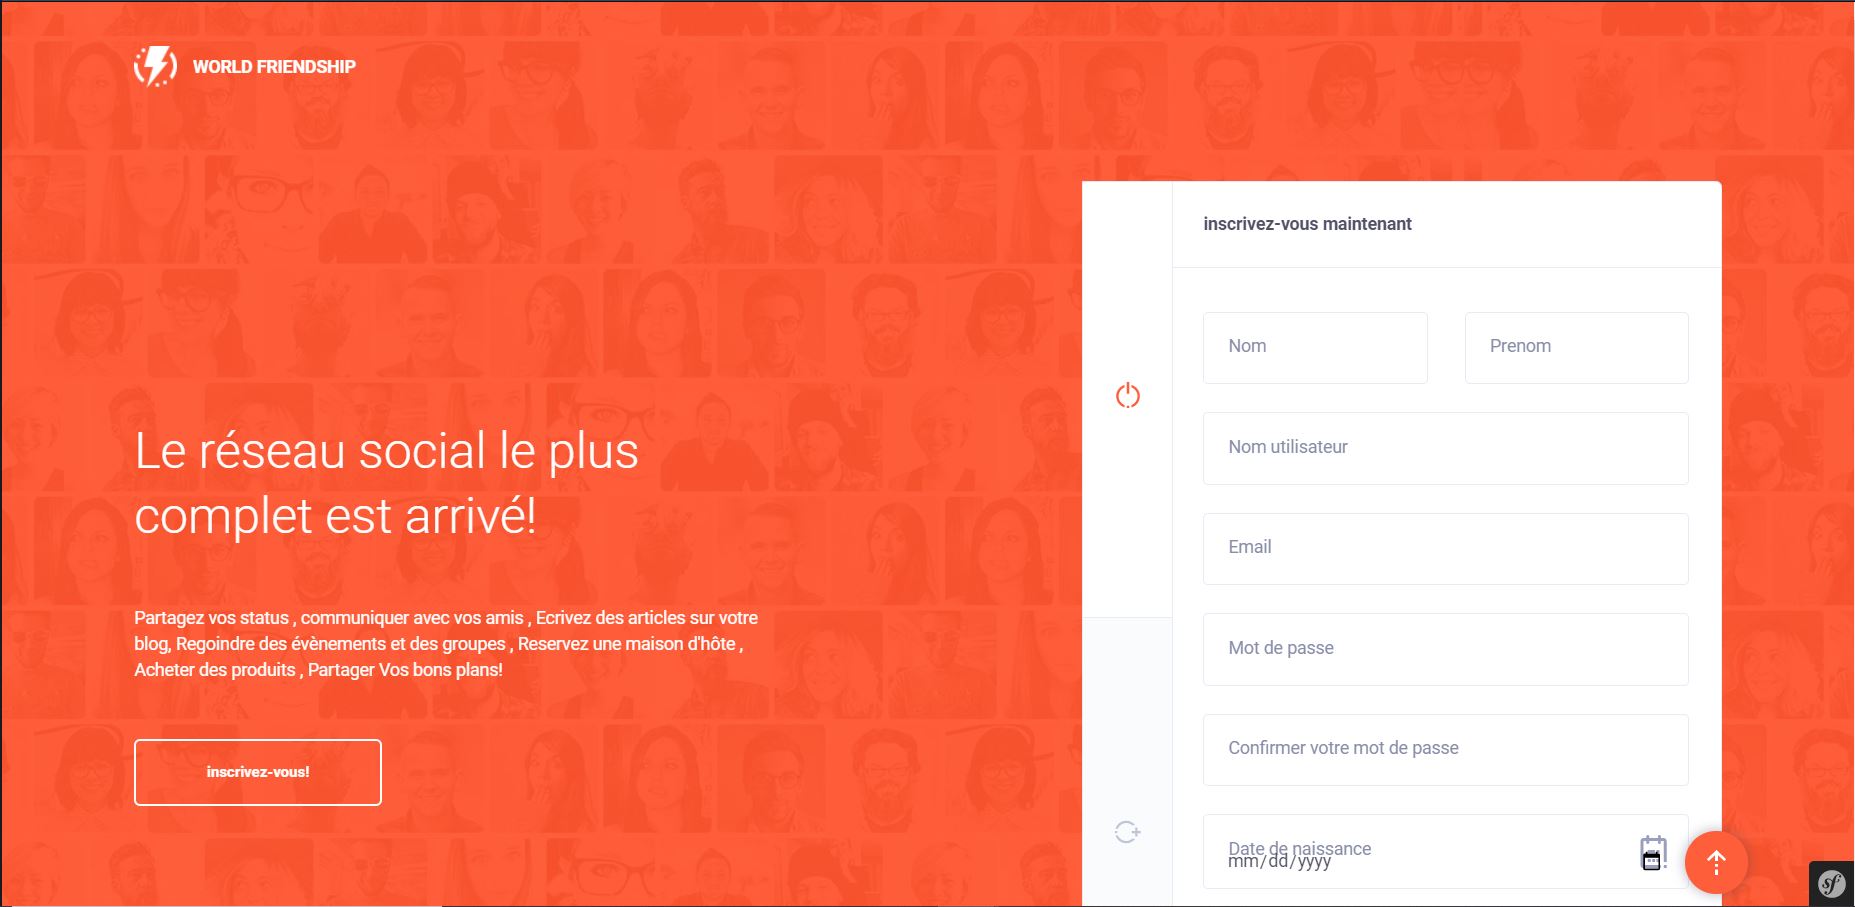 WORLD FRIENDSHIP
Le réseau social le plus
complet est arrivé!
Partagez vos status , communiquer avec vos amis , Ecrivez des articles sur votre
blog, Regoindre des évènements et des groupes , Reservez une maison d'hôte ,
Acheter des produits , Partager Vos bons plans!
inscrivez-vous!
inscrivez-vous maintenant
Nom
Prenom
Nom utilisateur
Email
Mot de passe
Confirmer votre mot de passe
Date de naissance
mm/dd/yyyy
sf